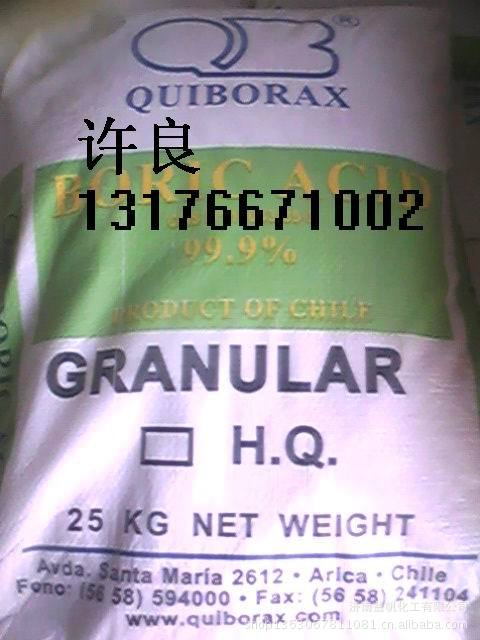 QB®
QUIBORAX
许良
BORIC ACID
13176671002
99.9%
PRODUCT OF CHILE
GRANULAR
H.Q.
25 KG NET WEIGHT
Avda. Santa María 2612 • Arica • Chile
Fono: (56 58) 594000 • Fax: (56 58) 241104
www.quiborax.com